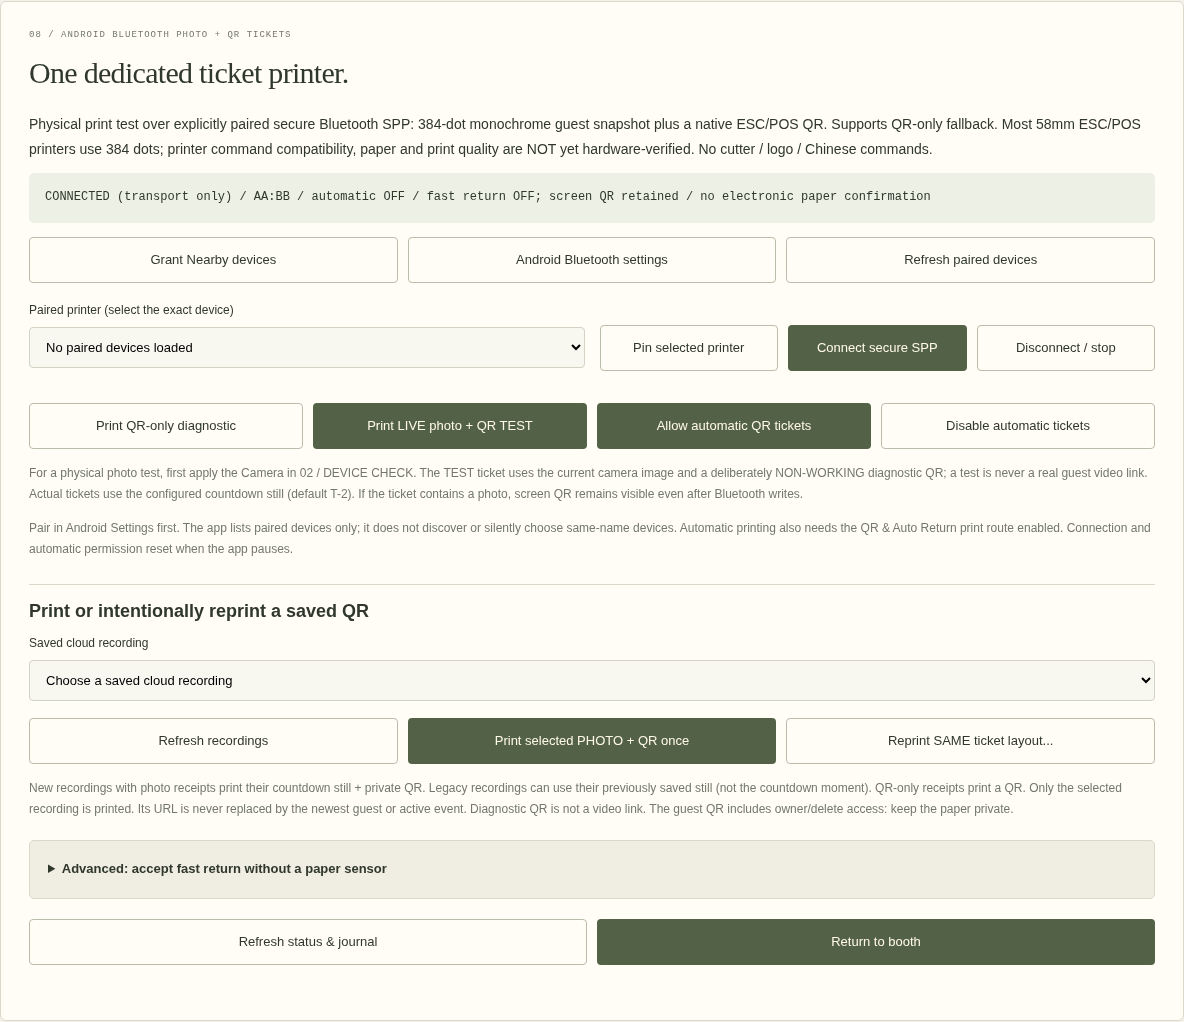 08 / ANDROID BLUETOOTH PHOTO + QR TICKETS
One dedicated ticket printer.
Physical print test over explicitly paired secure Bluetooth SPP: 384-dot monochrome guest snapshot plus a native ESC/POS QR. Supports QR-only fallback. Most 58mm ESC/POS
printers use 384 dots; printer command compatibility, paper and print quality are NOT yet hardware-verified. No cutter / logo / Chinese commands.
CONNECTED (transport only) / AA:BB / automatic OFF / fast return OFF; screen QR retained / no electronic paper confirmation
Grant Nearby devices
Android Bluetooth settings
Refresh paired devices
Paired printer (select the exact device)
No paired devices loaded
Pin selected printer
Connect secure SPP
Disconnect / stop
Print QR-only diagnostic
Print LIVE photo + QR TEST
Allow automatic QR tickets
Disable automatic tickets
For a physical photo test, first apply the Camera in 02 / DEVICE CHECK. The TEST ticket uses the current camera image and a deliberately NON-WORKING diagnostic QR; a test is never a real guest video link.
Actual tickets use the configured countdown still (default T-2). If the ticket contains a photo, screen QR remains visible even after Bluetooth writes.
Pair in Android Settings first. The app lists paired devices only; it does not discover or silently choose same-name devices. Automatic printing also needs the QR & Auto Return print route enabled. Connection and
automatic permission reset when the app pauses.
Print or intentionally reprint a saved QR
Saved cloud recording
Choose a saved cloud recording
Refresh recordings
Print selected PHOTO + QR once
Reprint SAME ticket layout...
New recordings with photo receipts print their countdown still + private QR. Legacy recordings can use their previously saved still (not the countdown moment). QR-only receipts print a QR. Only the selected
recording is printed. Its URL is never replaced by the newest guest or active event. Diagnostic QR is not a video link. The guest QR includes owner/delete access: keep the paper private.
Advanced: accept fast return without a paper sensor
Refresh status & journal
Return to booth